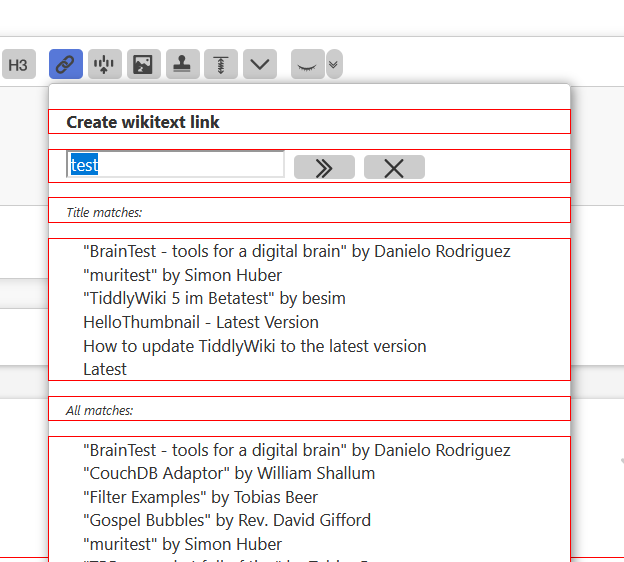 H3
Create wikitext link
test
Title matches:
"BrainTest - tools for a digital brain" by Danielo Rodriguez
"muritest" by Simon Huber
"TiddlyWiki 5 im Betatest" by besim
HelloThumbnail - Latest Version
How to update TiddlyWiki to the latest version
Latest
All matches:
"BrainTest - tools for a digital brain" by Danielo Rodriguez
"CouchDB Adaptor" by William Shallum
"Filter Examples" by Tobias Beer
"Gospel Bubbles" by Rev. David Gifford
"muritest" by Simon Huber